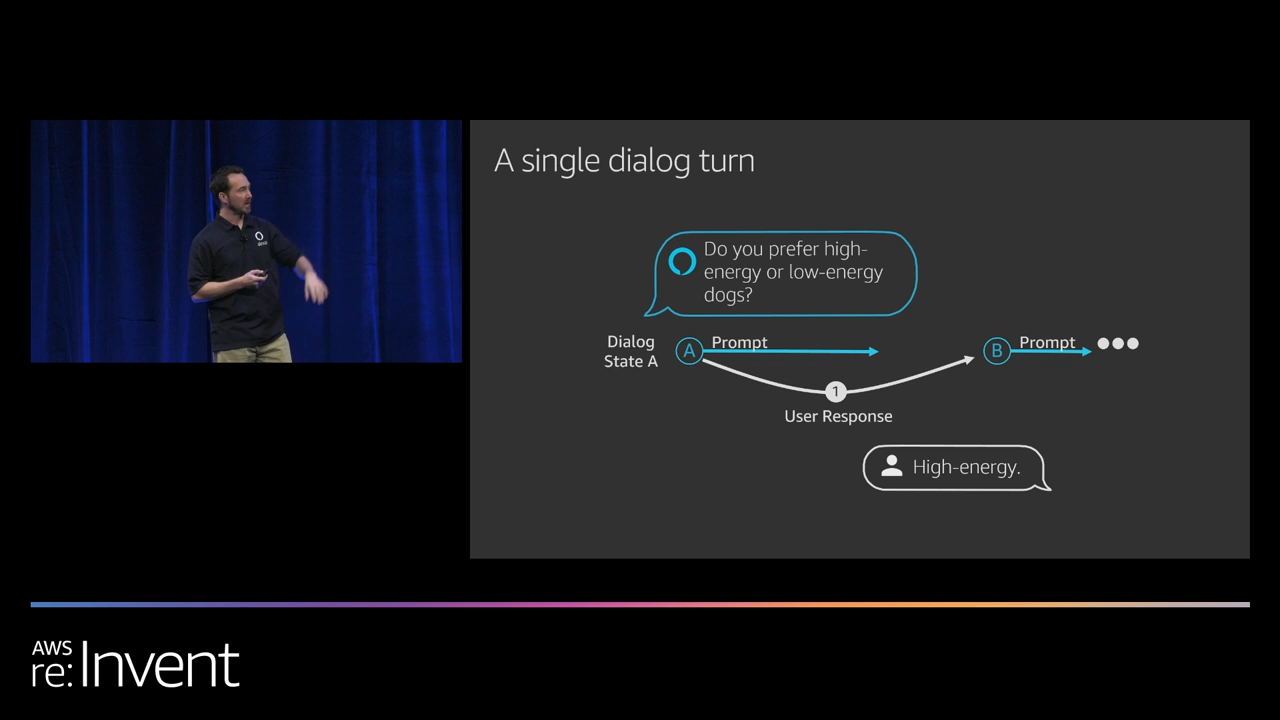 A single dialog turn
Do you prefer high-
energy or low-energy
dogs?
Dialog
State A
A
Prompt
B
Prompt
1
User Response
High-energy.
AWS
re:Invent